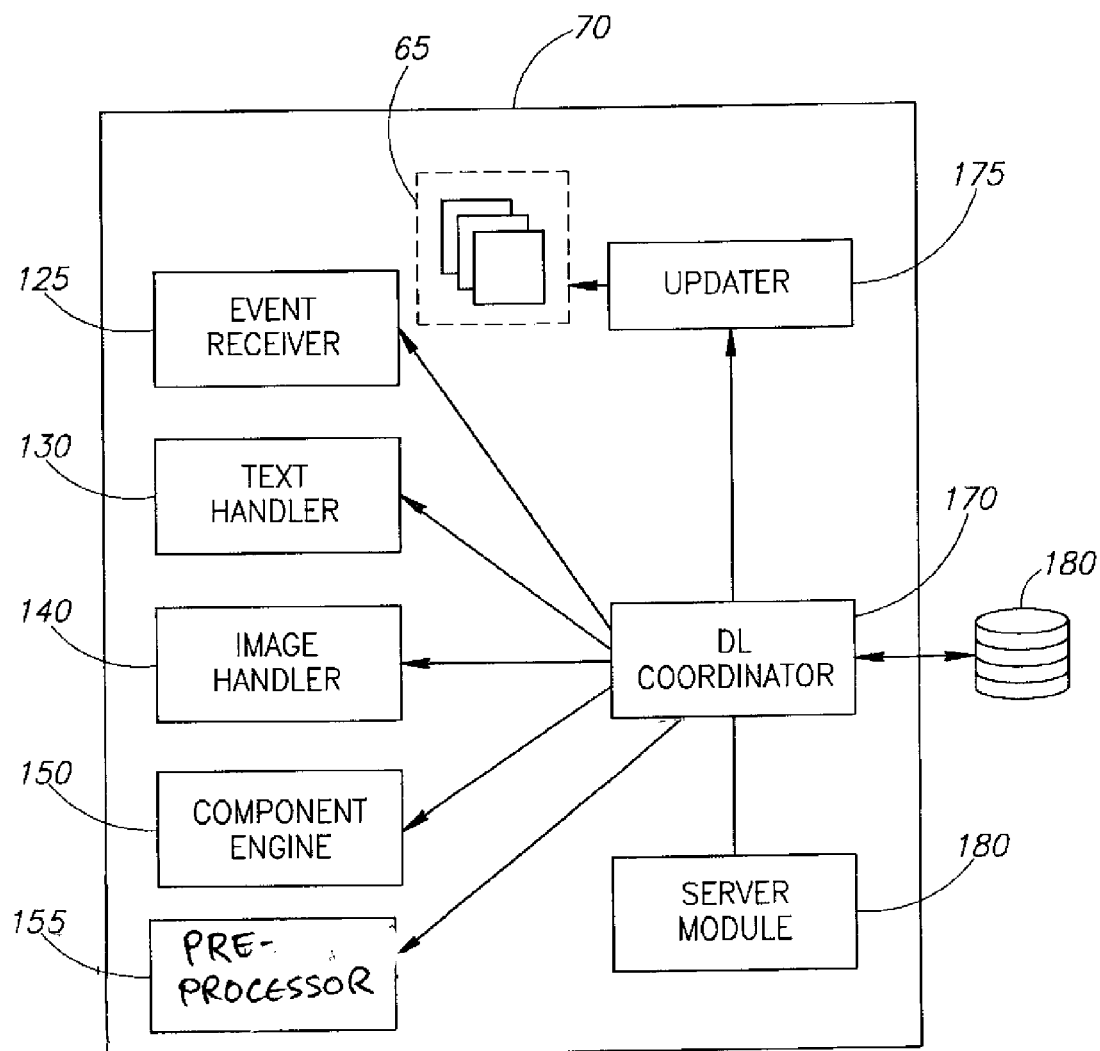 70
65
175
UPDATER
125
EVENT
RECEIVER
130
TEXT
HANDLER
170
180
140
IMAGE
HANDLER
DL
COORDINATOR
150
COMPONENT
ENGINE
180
SERVER
MODULE
155
PRE-
PROCESSOR